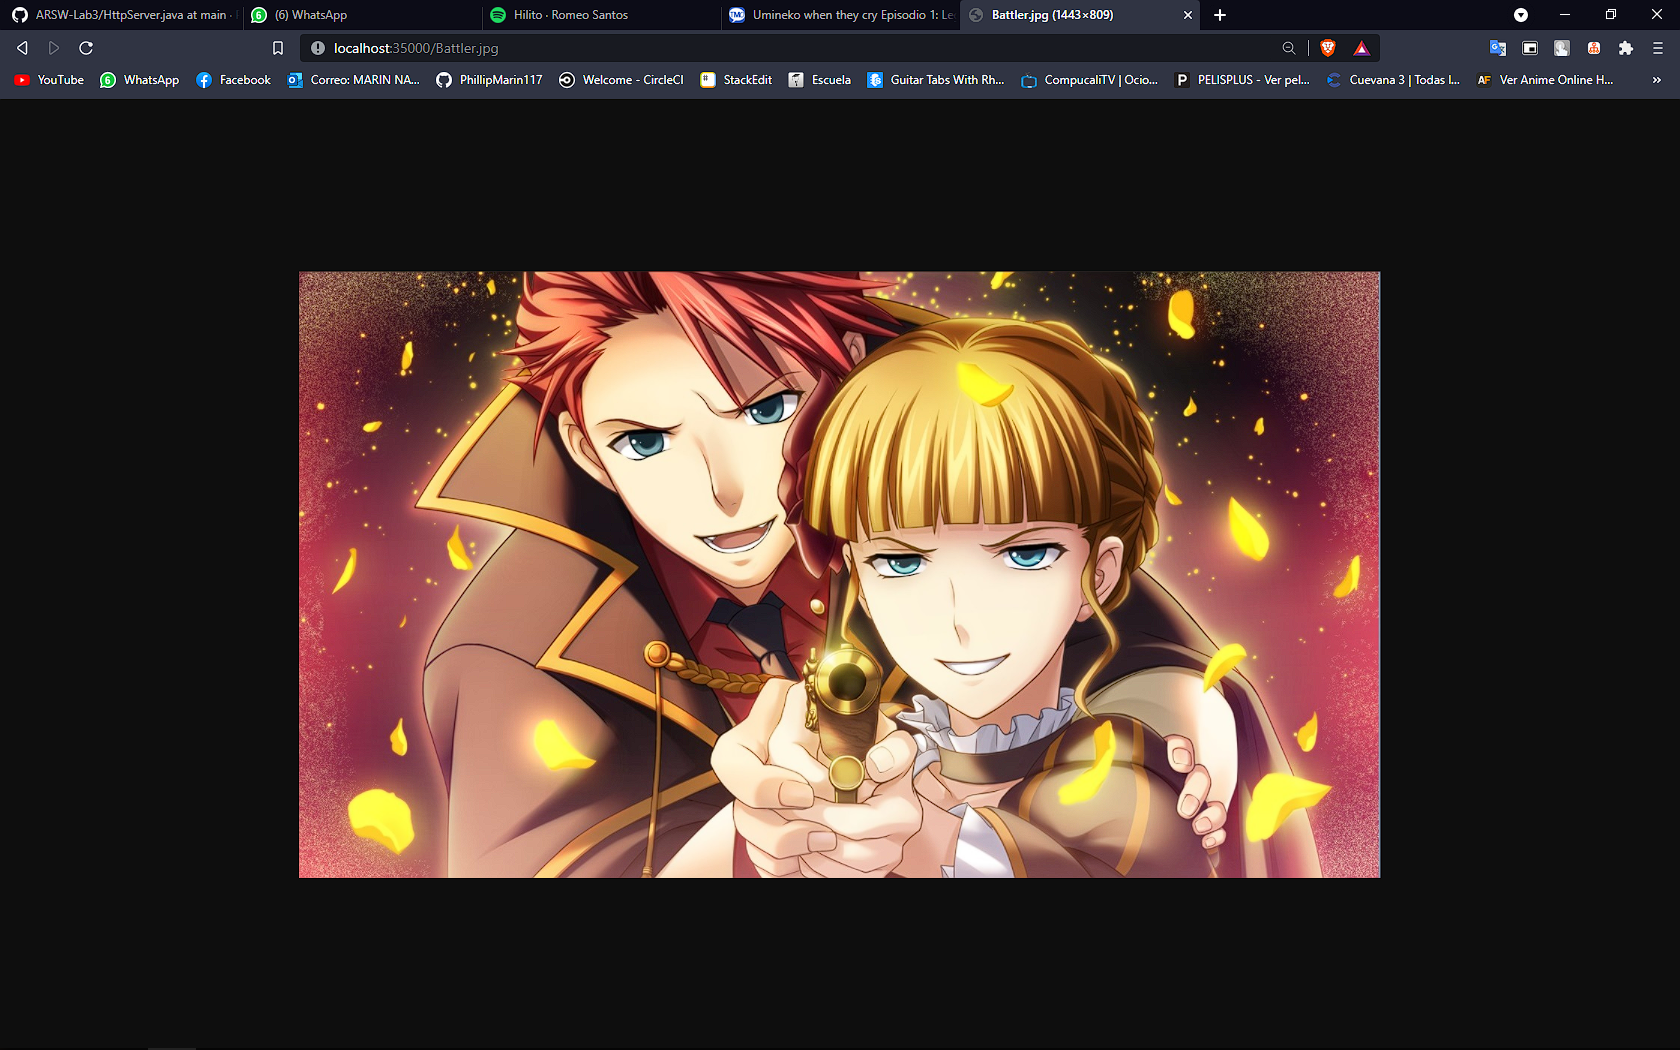 ARSW-Lab3/HttpServer.java at main ·
(6) WhatsApp
Hilito · Romeo Santos
Umineko when they cry Episodio 1: Le
Battler.jpg (1443×809)
localhost:35000/Battler.jpg
YouTube
WhatsApp
Facebook
Correo: MARIN NA...
PhillipMarin117
Welcome - CircleCI
StackEdit
Escuela
Guitar Tabs With Rh...
CompucaliTV | Ocio...
PELISPLUS - Ver pel...
Cuevana 3 | Todas l...
Ver Anime Online H...